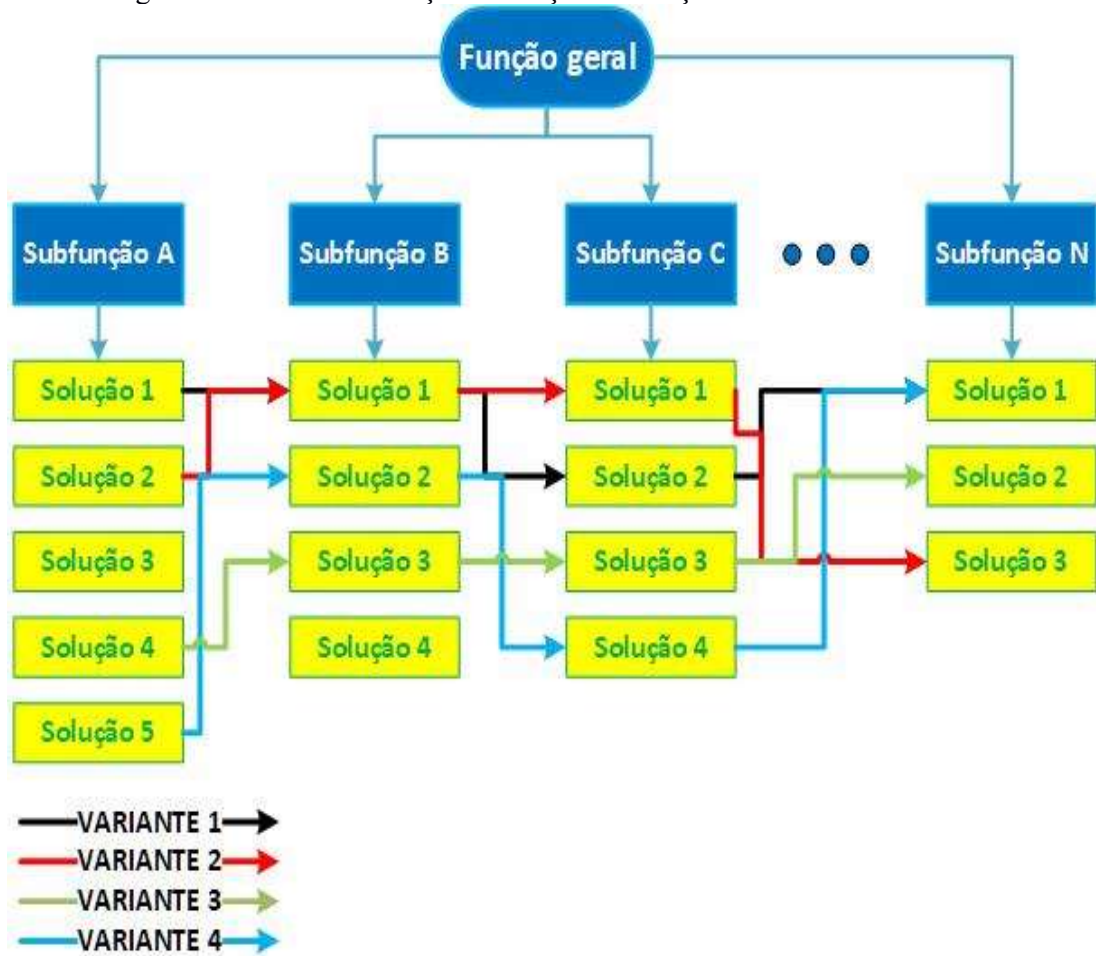 Função geral
Subfunção A
Subfunção B
Subfunção C
Subfunção N
Solução 1
Solução 1
Solução 1
Solução 1
Solução 2
Solução 2
Solução 2
Solução 2
Solução 3
Solução 3
Solução 3
Solução 3
Solução 4
Solução 4
Solução 4
Solução 5
VARIANTE 1
VARIANTE 2
VARIANTE 3
VARIANTE 4